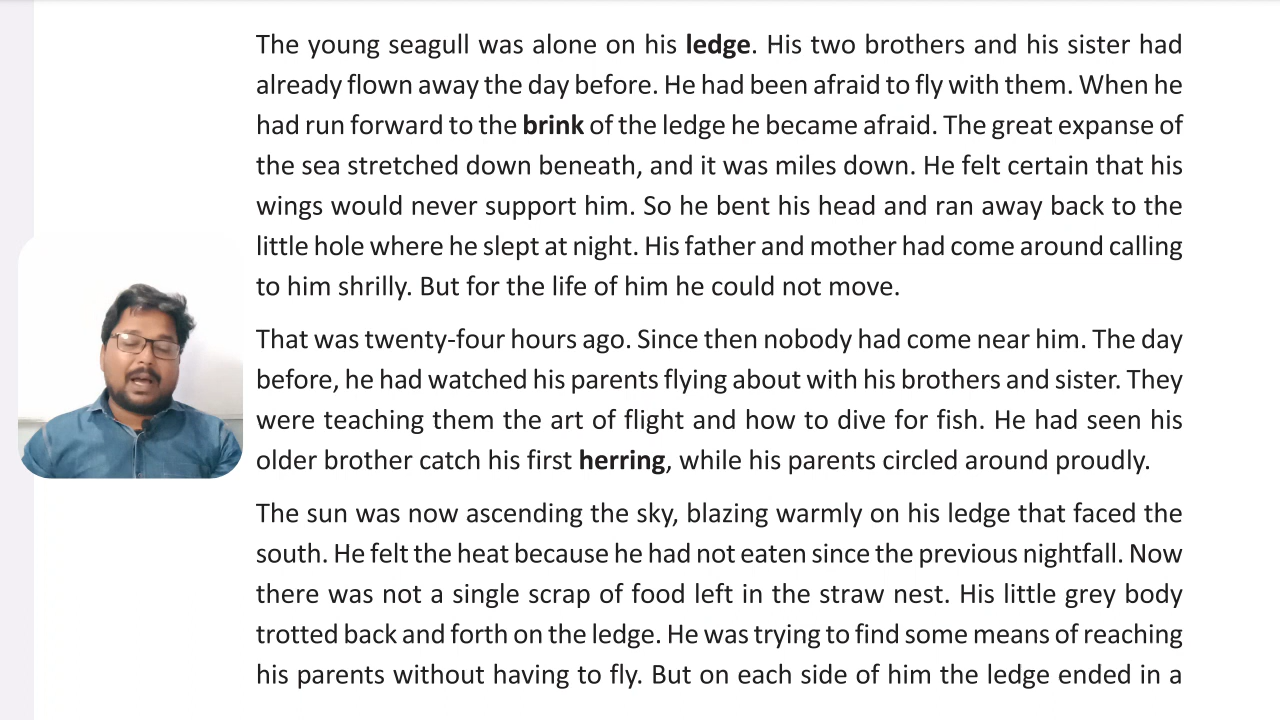 The young seagull was alone on his ledge. His two brothers and his sister had
already flown away the day before. He had been afraid to fly with them. When he
had run forward to the brink of the ledge he became afraid. The great expanse of
the sea stretched down beneath, and it was miles down. He felt certain that his
wings would never support him. So he bent his head and ran away back to the
little hole where he slept at night. His father and mother had come around calling
to him shrilly. But for the life of him he could not move.
That was twenty-four hours ago. Since then nobody had come near him. The day
before, he had watched his parents flying about with his brothers and sister. They
were teaching them the art of flight and how to dive for fish. He had seen his
older brother catch his first herring, while his parents circled around proudly.
The sun was now ascending the sky, blazing warmly on his ledge that faced the
south. He felt the heat because he had not eaten since the previous nightfall. Now
there was not a single scrap of food left in the straw nest. His little grey body
trotted back and forth on the ledge. He was trying to find some means of reaching
his parents without having to fly. But on each side of him the ledge ended in a